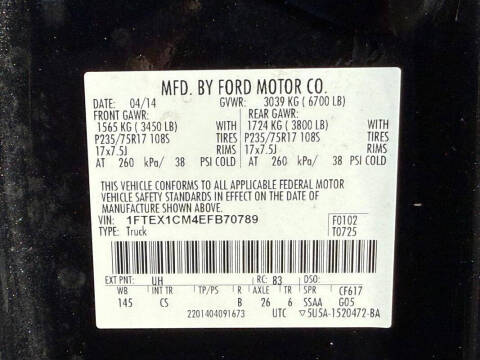 MFD. BY FORD MOTOR CO.
DATE: 04/14 GVWR: 3039 KG ( 6700 LB)
FRONT GAWR: REAR GAWR:
1565 KG ( 3450 LB) WITH 1724 KG ( 3800 LB) WITH
P235/75R17 108S TIRES P235/75R17 108S TIRES
17x7.5J RIMS 17x7.5J RIMS
AT 260 kPa/ 38 PSI COLD AT 260 kPa/ 38 PSI COLD
THIS VEHICLE CONFORMS TO ALL APPLICABLE FEDERAL MOTOR
VEHICLE SAFETY STANDARDS IN EFFECT ON THE DATE OF
MANUFACTURE SHOWN ABOVE.
VIN: 1FTEX1CM4EFB70789 F0102
TYPE: Truck T0725
EXT PNT: UH RC: 83 DSO:
WB INT TR TP/PS R AXLE TR SPR CF617
145 CS B 26 6 SSAA G05
2201404091673 UTC ▽5U5A-1520472-BA